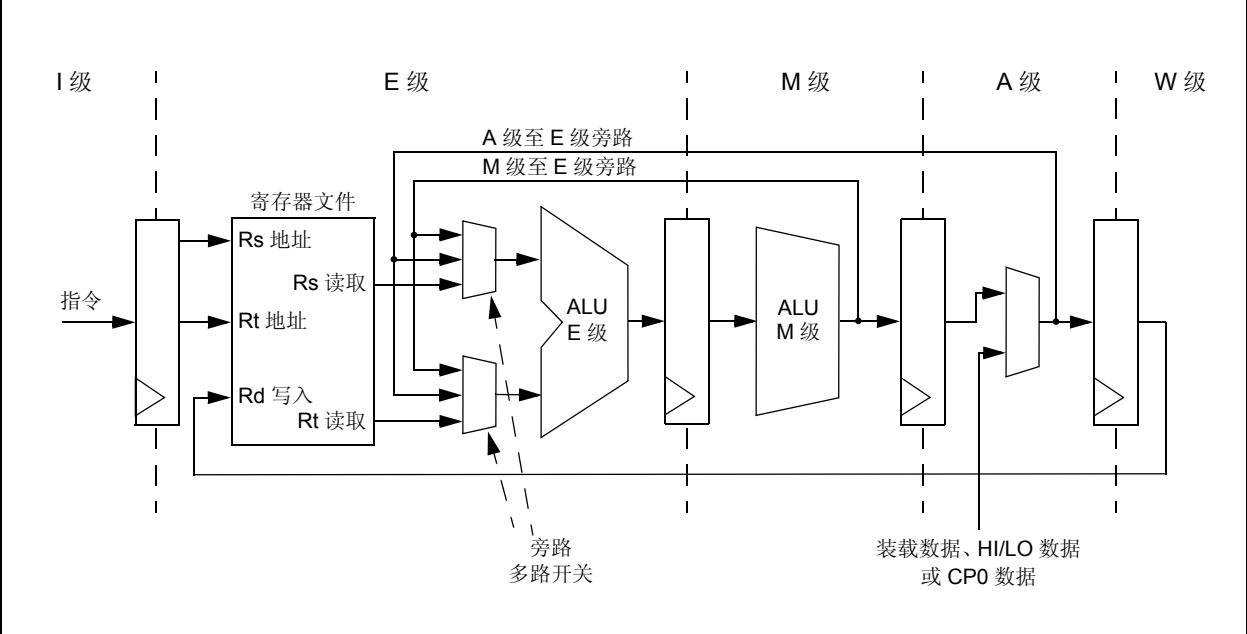 I 级
E 级
M 级
A 级
W 级
A 级至 E 级旁路
M 级至 E 级旁路
寄存器文件
Rs 地址
Rs 读取
指令
Rt 地址
Rd 写入
Rt 读取
ALU
E 级
ALU
M 级
旁路
多路开关
装载数据、HI/LO 数据
或 CP0 数据